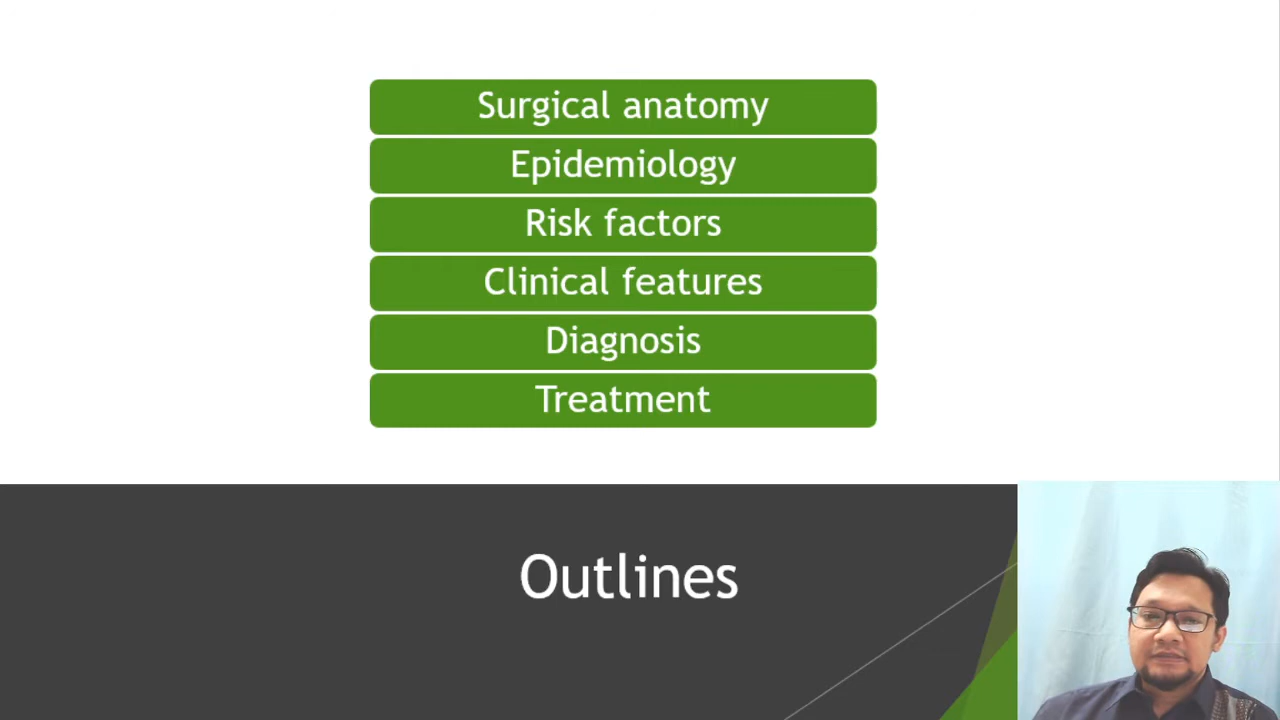 Surgical anatomy
Epidemiology
Risk factors
Clinical features
Diagnosis
Treatment
Outlines